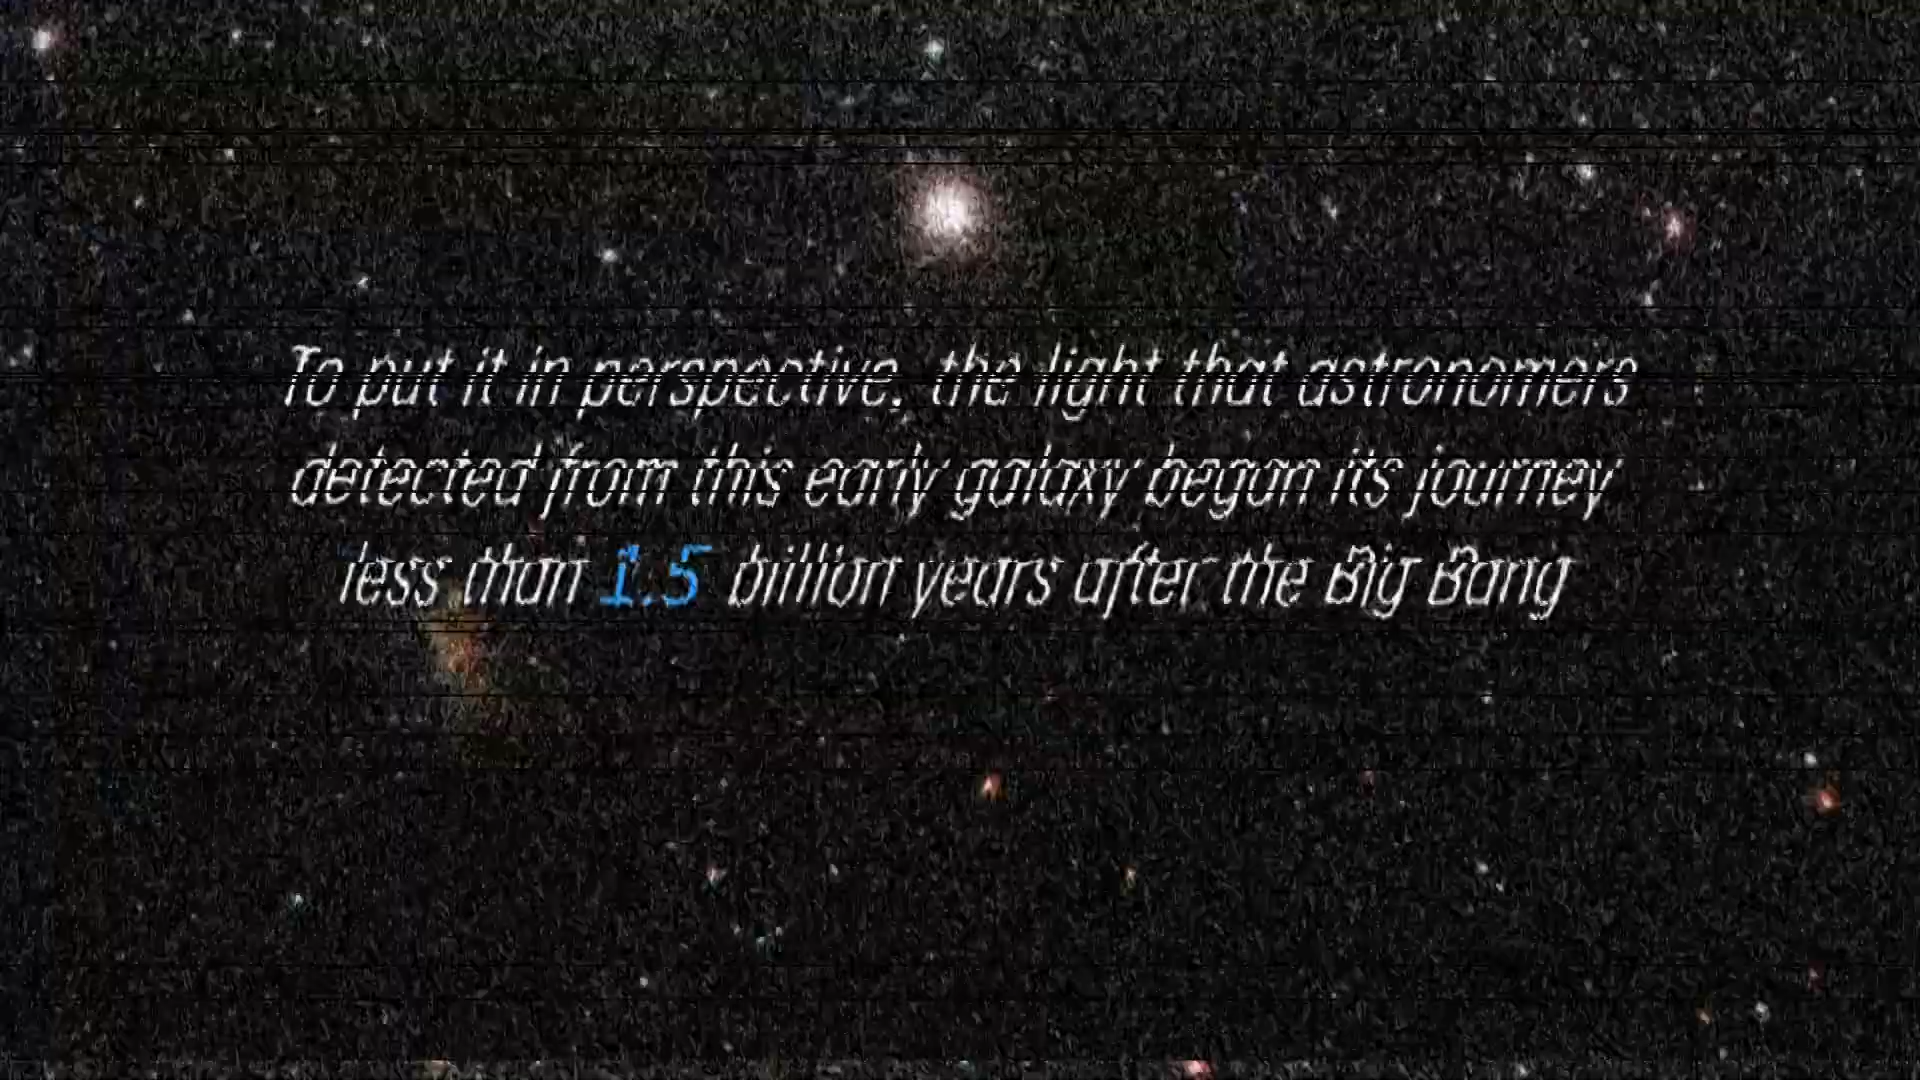 To put it in perspective, the light that astronomers
detected from this early galaxy began its journey
less than 1.5 billion years after the Big Bang